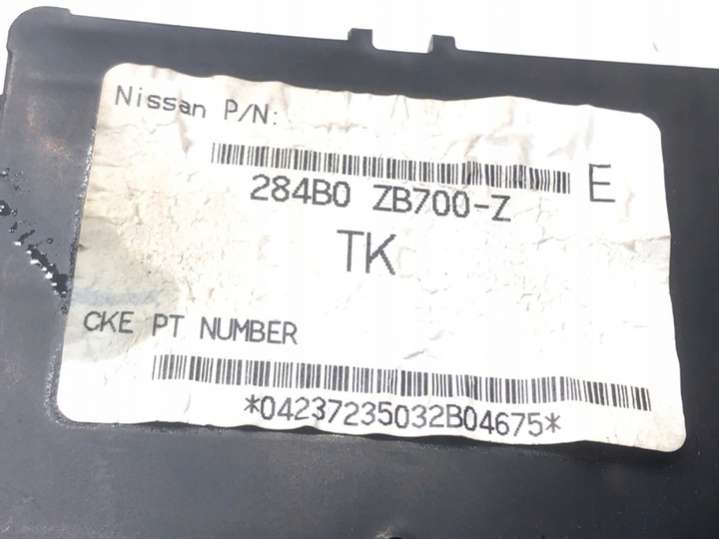 Nissan P/N:
E
284B0 ZB700-Z
TK
CKE PT NUMBER
*04237235032B04675*